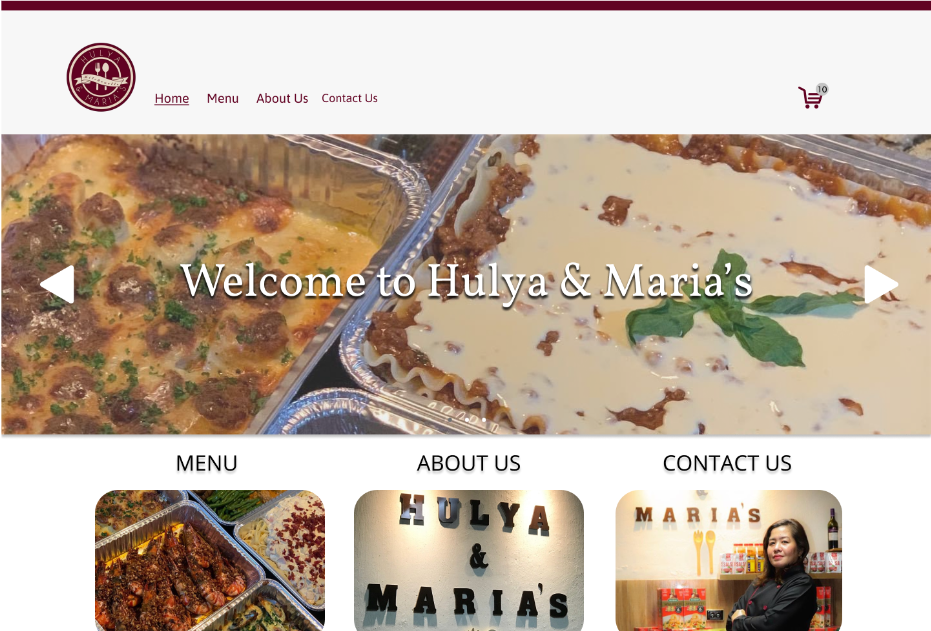 HULYA
& MARIA'S
Home Menu About Us Contact Us
10
Welcome to Hulya & Maria's
MENU ABOUT US CONTACT US
HULYA
&
MARIA'S
MARIA'S